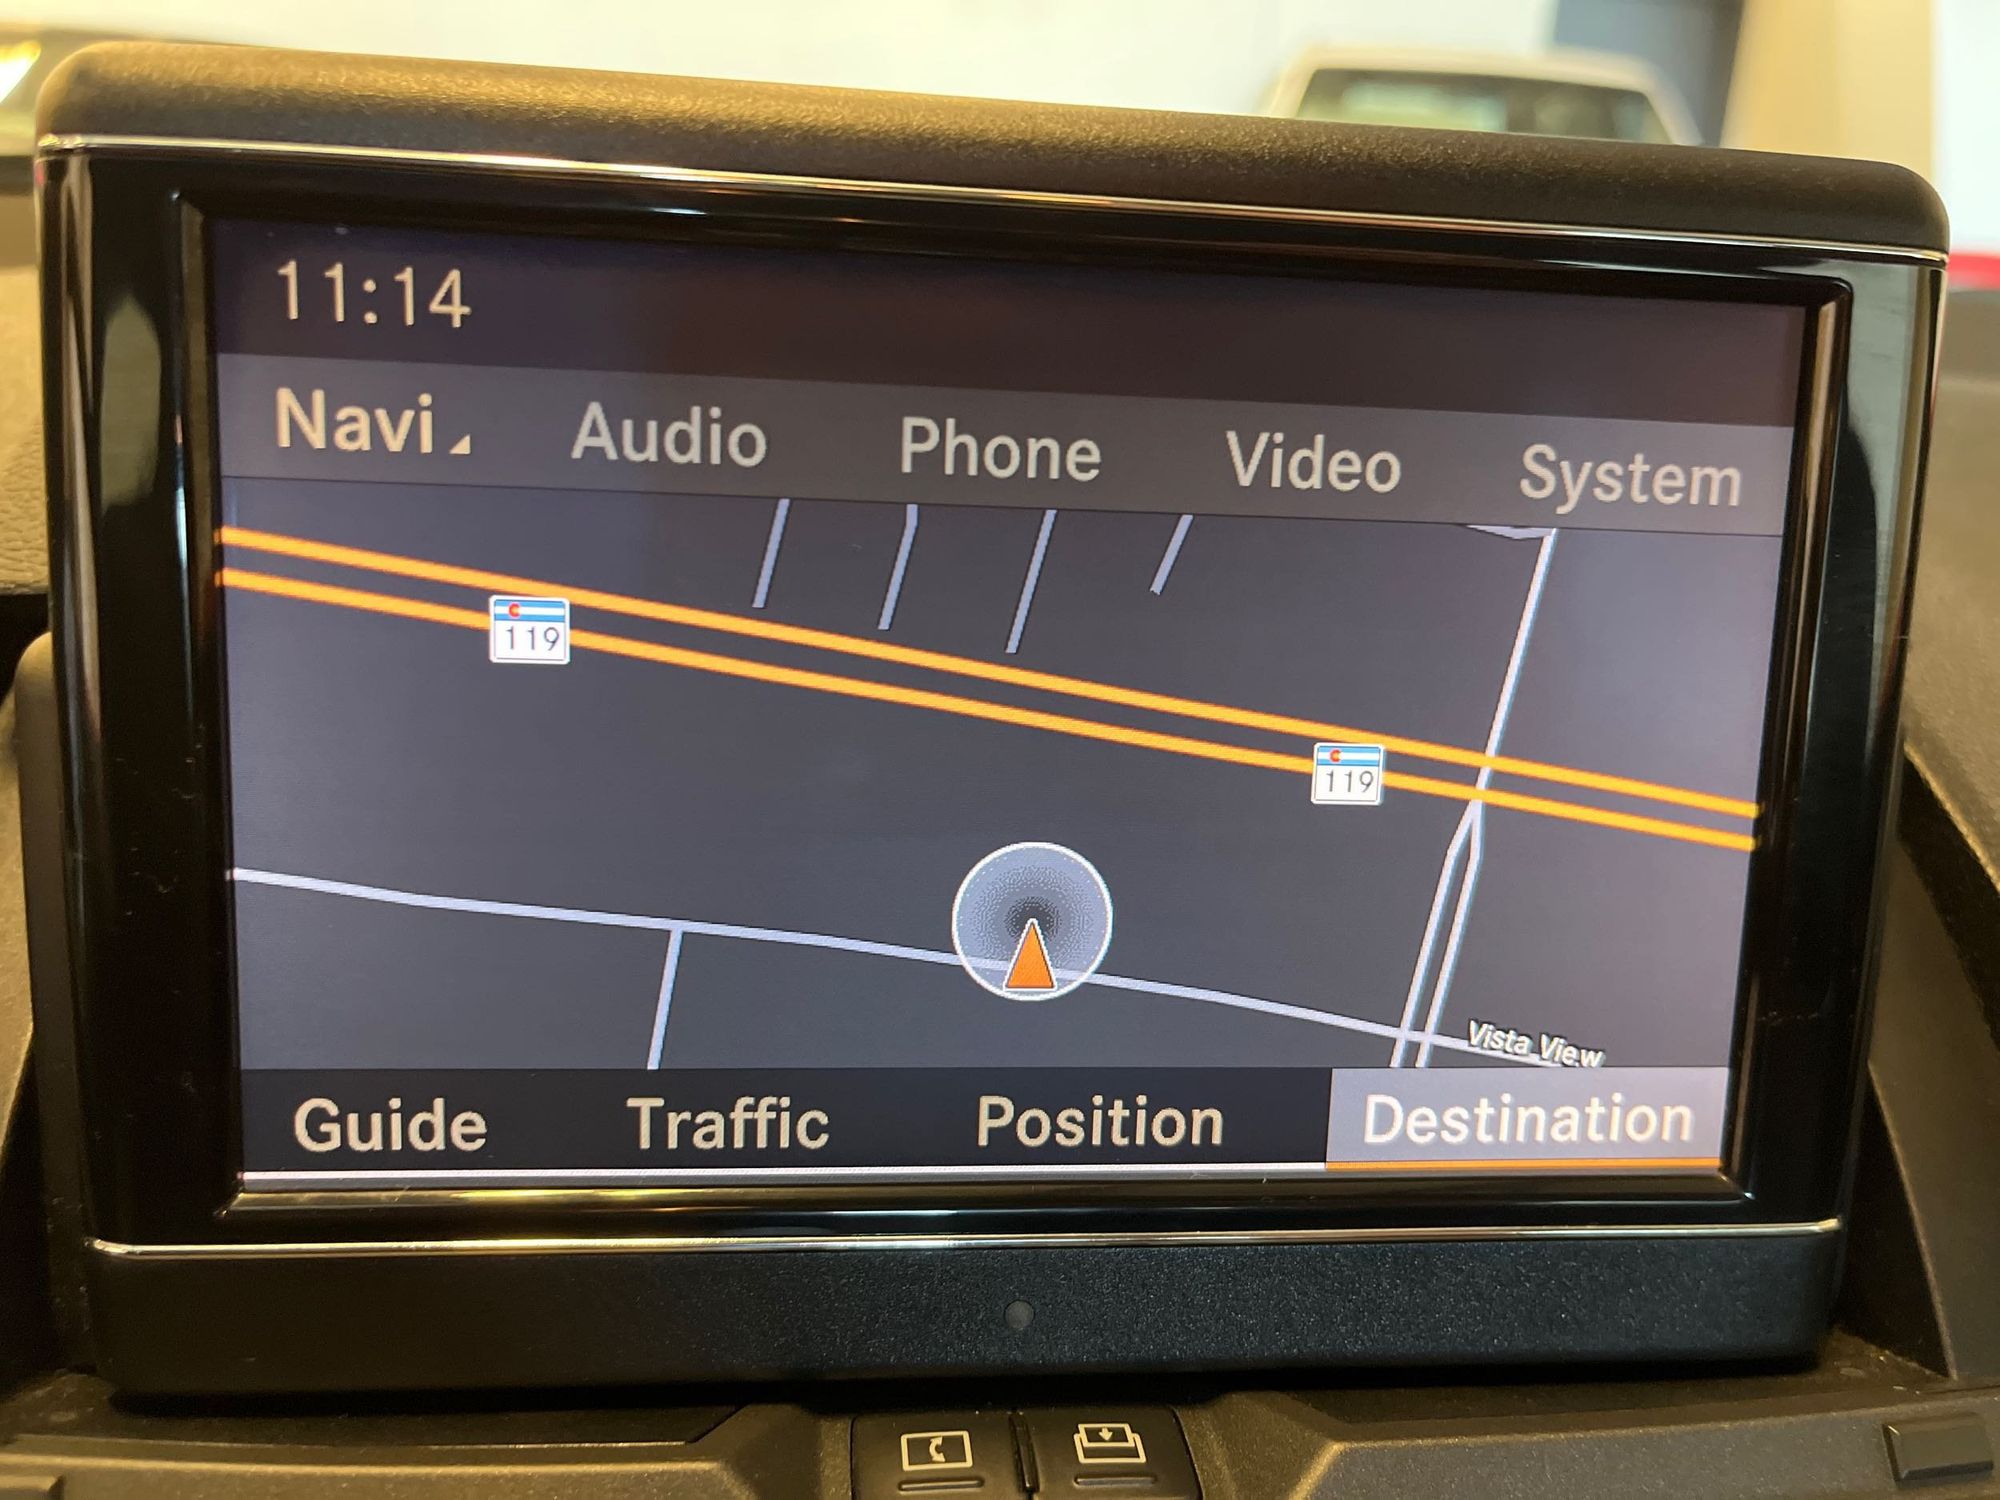 11:14
Navi Audio Phone Video System
119
119
Vista View
Guide Traffic Position Destination